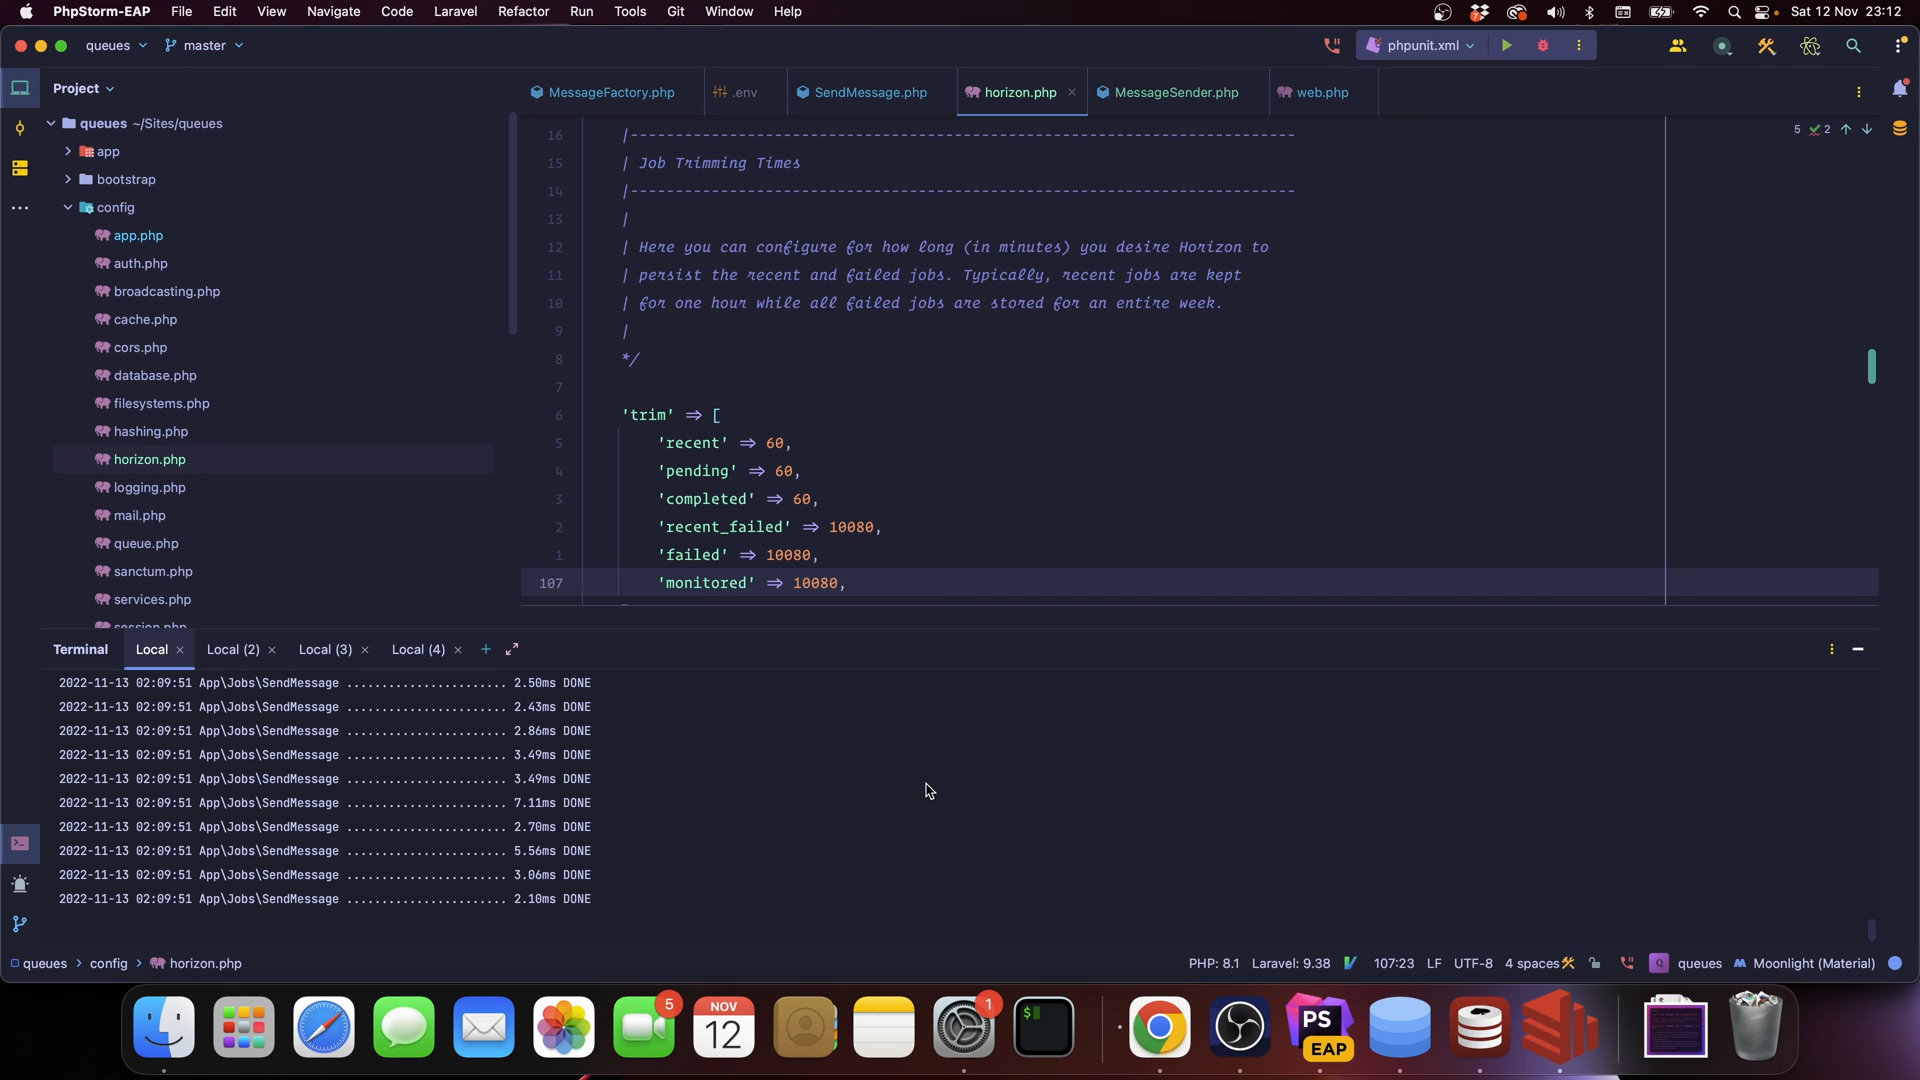 PhpStorm-EAP File Edit View Navigate Code Laravel Refactor Run Tools Git Window Help
7
Sat 12 Nov 23:12
queues master
phpunit.xml
Project
MessageFactory.php
.env
SendMessage.php
horizon.php
MessageSender.php
web.php
queues ~/Sites/queues
app
bootstrap
config
app.php
auth.php
broadcasting.php
cache.php
cors.php
database.php
filesystems.php
hashing.php
horizon.php
logging.php
mail.php
queue.php
sanctum.php
services.php
session.php
5 2
16 |--------------------------------------------------------------------------
15 | Job Trimming Times
14 |--------------------------------------------------------------------------
13 |
12 | Here you can configure for how long (in minutes) you desire Horizon to
11 | persist the recent and failed jobs. Typically, recent jobs are kept
10 | for one hour while all failed jobs are stored for an entire week.
9 |
8 */
7
6 'trim' => [
5 'recent' => 60,
4 'pending' => 60,
3 'completed' => 60,
2 'recent_failed' => 10080,
1 'failed' => 10080,
107 'monitored' => 10080,
Terminal Local × Local (2) × Local (3) × Local (4) × +
2022-11-13 02:09:51 App\Jobs\SendMessage ....................... 2.50ms DONE
2022-11-13 02:09:51 App\Jobs\SendMessage ....................... 2.43ms DONE
2022-11-13 02:09:51 App\Jobs\SendMessage ....................... 2.86ms DONE
2022-11-13 02:09:51 App\Jobs\SendMessage ....................... 3.49ms DONE
2022-11-13 02:09:51 App\Jobs\SendMessage ....................... 3.49ms DONE
2022-11-13 02:09:51 App\Jobs\SendMessage ....................... 7.11ms DONE
2022-11-13 02:09:51 App\Jobs\SendMessage ....................... 2.70ms DONE
2022-11-13 02:09:51 App\Jobs\SendMessage ....................... 5.56ms DONE
2022-11-13 02:09:51 App\Jobs\SendMessage ....................... 3.06ms DONE
2022-11-13 02:09:51 App\Jobs\SendMessage ....................... 2.10ms DONE
queues > config > horizon.php
PHP: 8.1 Laravel: 9.38 107:23 LF UTF-8 4 spaces Q queues Moonlight (Material)
5
NOV
12
1
$
PS
EAP